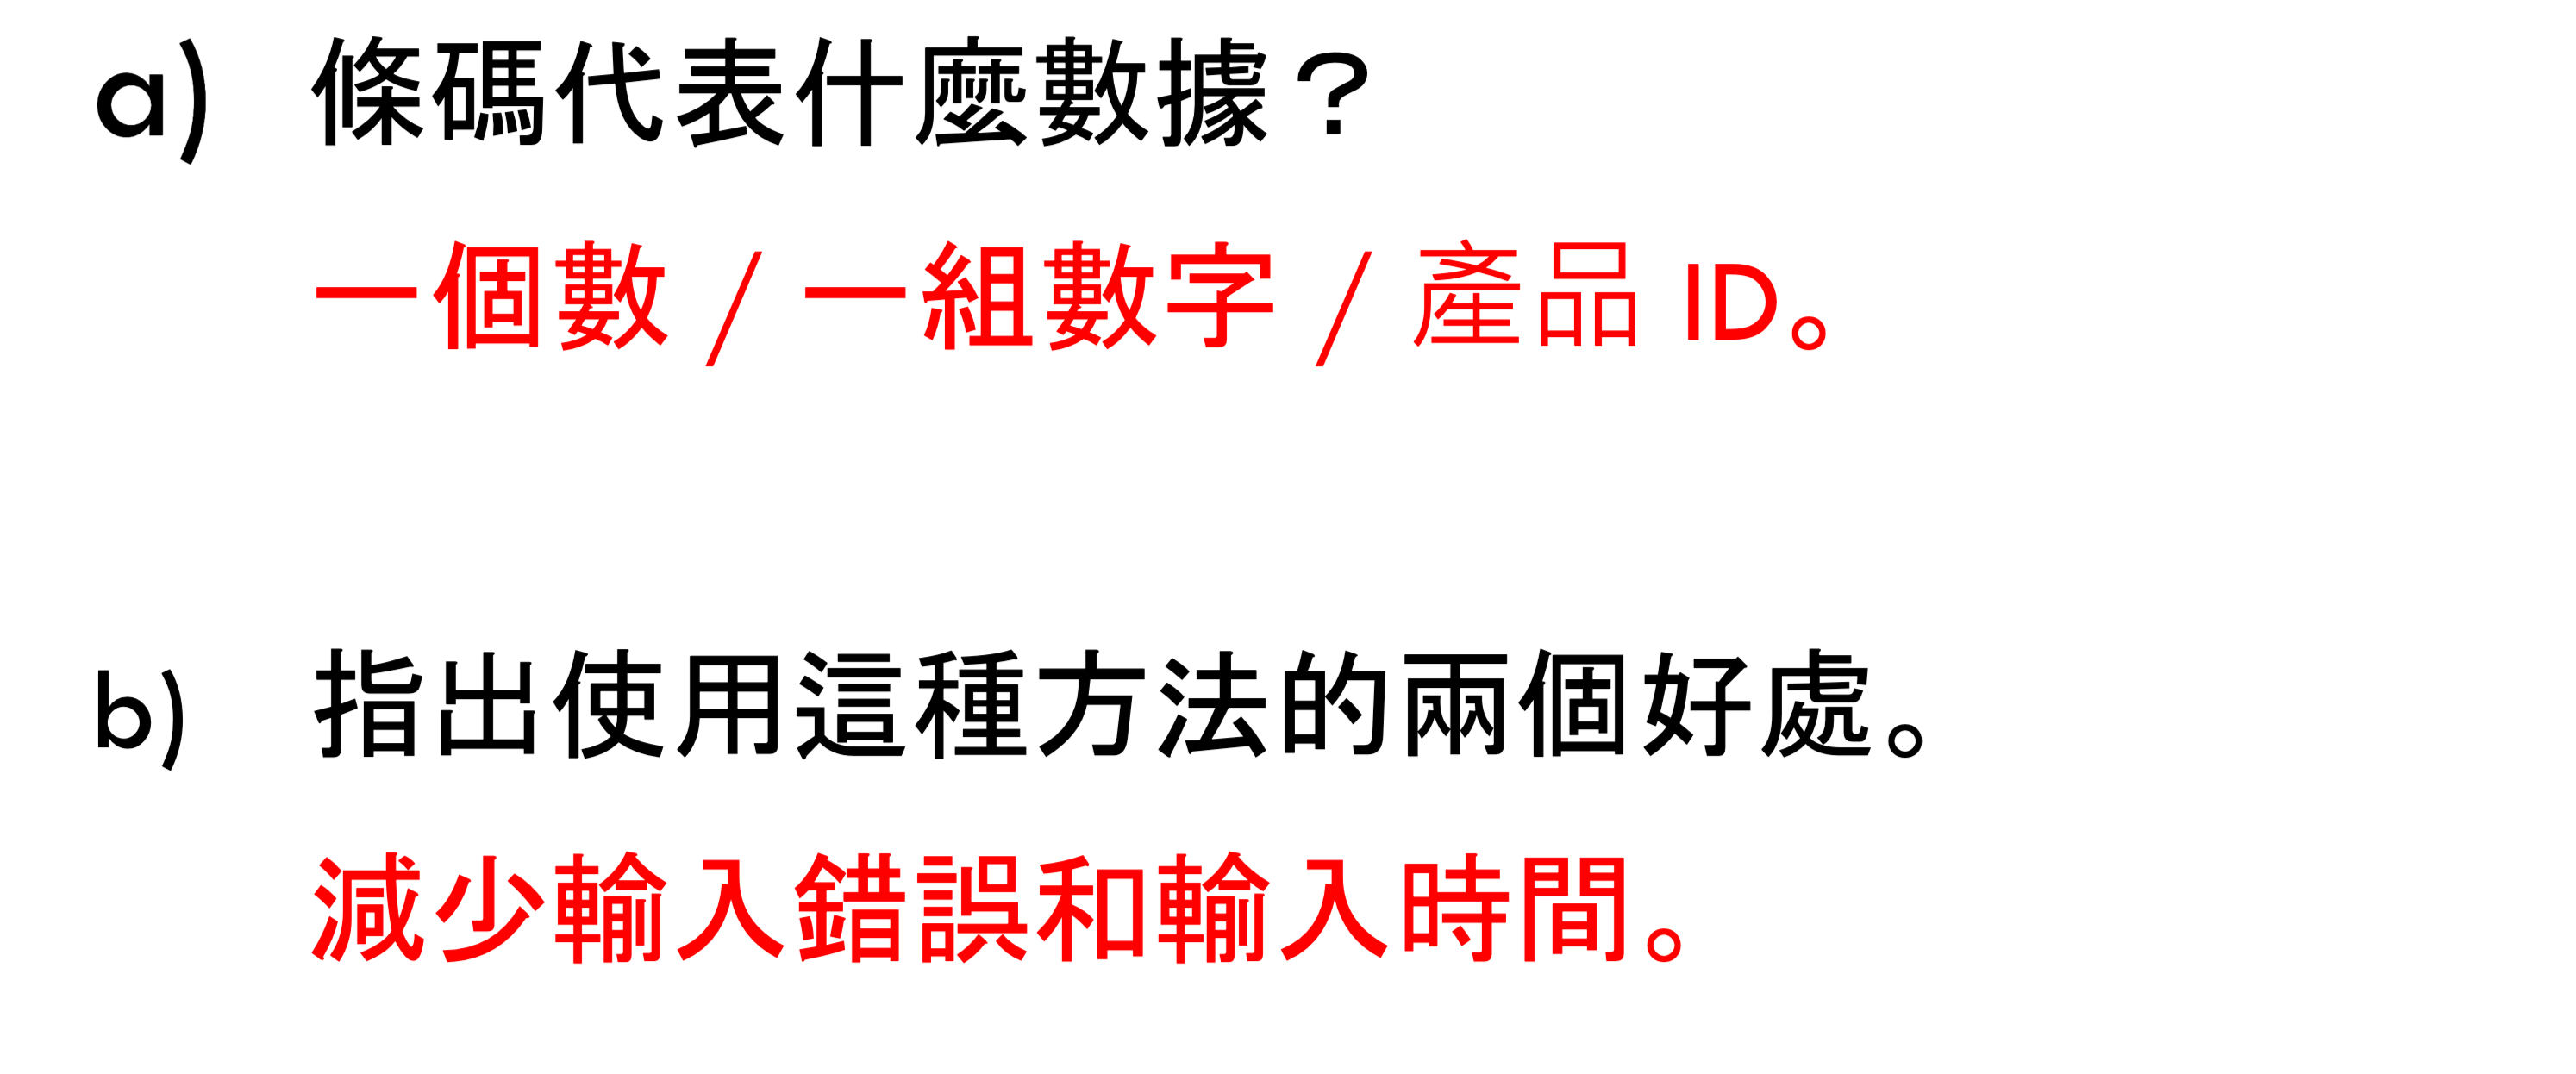 a) 條碼代表什麼數據？
一個數 / 一組數字 / 產品 ID。
b) 指出使用這種方法的兩個好處。
減少輸入錯誤和輸入時間。